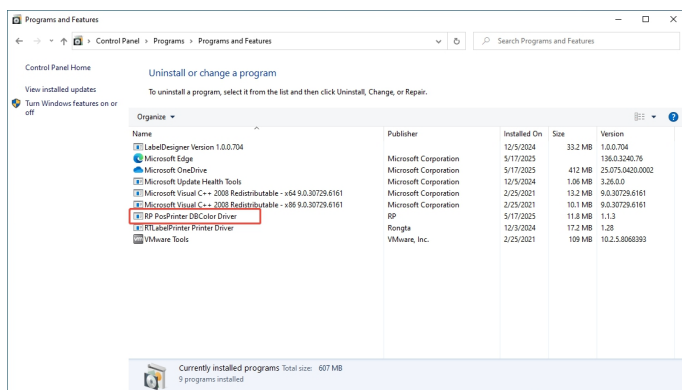 Programs and Features
Control Panel › Programs › Programs and Features
Search Programs and Features
Control Panel Home
View installed updates
Turn Windows features on or off
Uninstall or change a program
To uninstall a program, select it from the list and then click Uninstall, Change, or Repair.
Organize
Name Publisher Installed On Size Version
LabelDesigner Version 1.0.0.704 12/5/2024 33.2 MB 1.0.0.704
Microsoft Edge Microsoft Corporation 5/17/2025 136.0.3240.76
Microsoft OneDrive Microsoft Corporation 5/17/2025 412 MB 25.075.0420.0002
Microsoft Update Health Tools Microsoft Corporation 12/5/2024 1.06 MB 3.26.0.0
Microsoft Visual C++ 2008 Redistributable - x64 9.0.30729.6161 Microsoft Corporation 2/25/2021 13.2 MB 9.0.30729.6161
Microsoft Visual C++ 2008 Redistributable - x86 9.0.30729.6161 Microsoft Corporation 2/25/2021 10.1 MB 9.0.30729.6161
RP PosPrinter DBColor Driver RP 5/17/2025 11.8 MB 1.1.3
RTLabelPrinter Printer Driver Rongta 12/3/2024 17.2 MB 1.28
VMware Tools VMware, Inc. 2/25/2021 109 MB 10.2.5.8068393
Currently installed programs Total size: 607 MB
9 programs installed